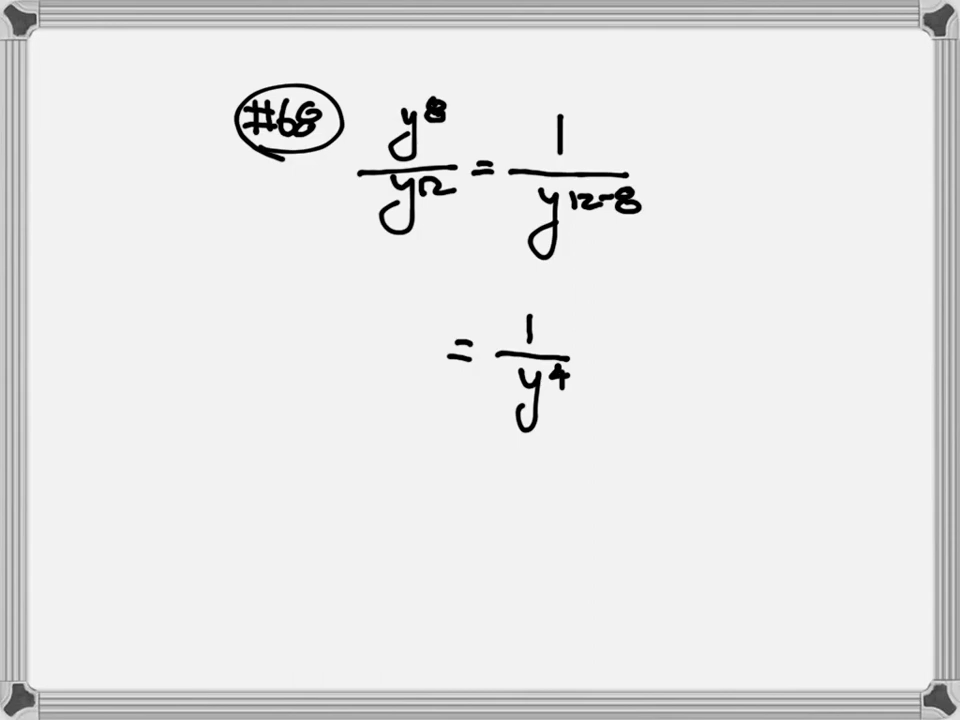 #68 y^8/y^12 = 1/y^12-8
= 1/y^4